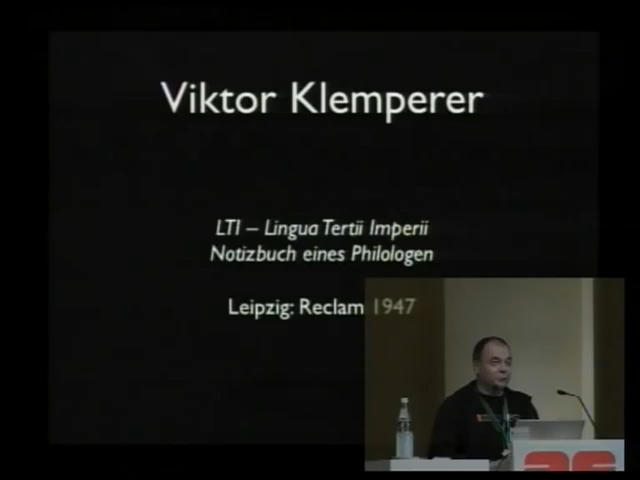 Viktor Klemperer
LTI – Lingua Tertii Imperii
Notizbuch eines Philologen
Leipzig: Reclam 1947